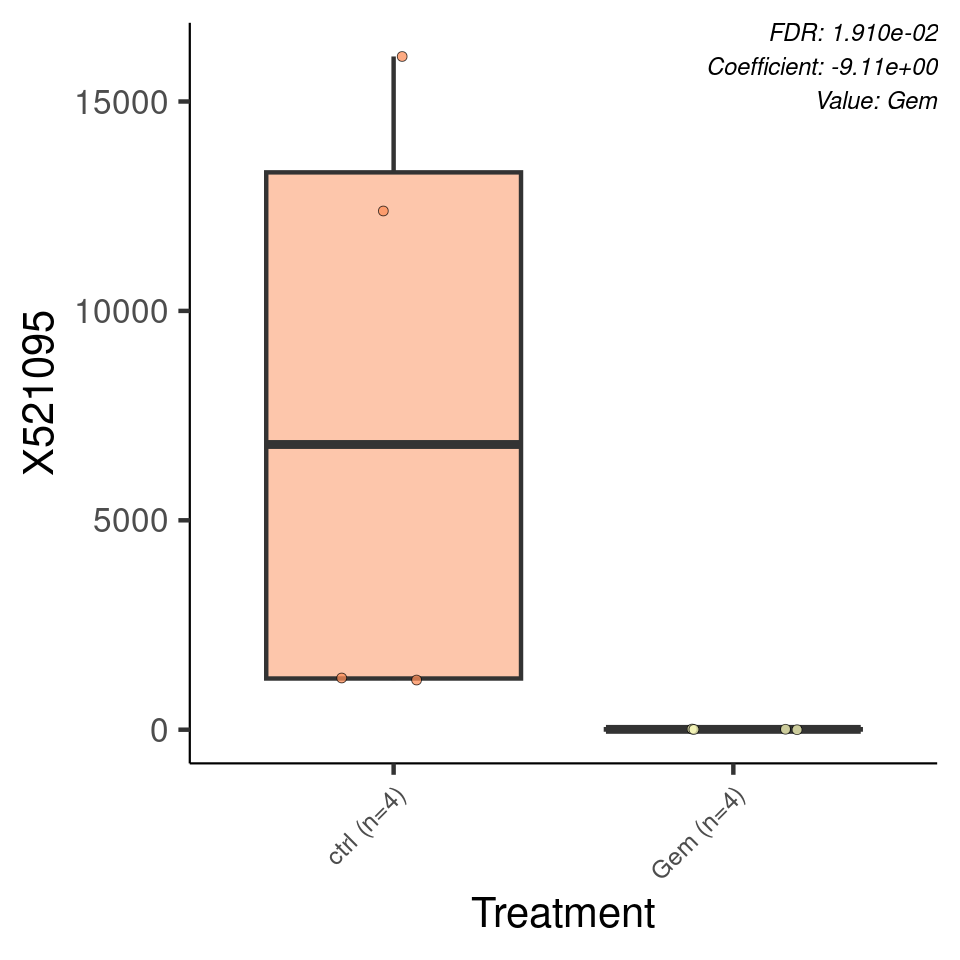 FDR: 1.910e-02
Coefficient: -9.11e+00
Value: Gem
15000
10000
5000
0
X521095
ctrl (n=4)
Gem (n=4)
Treatment